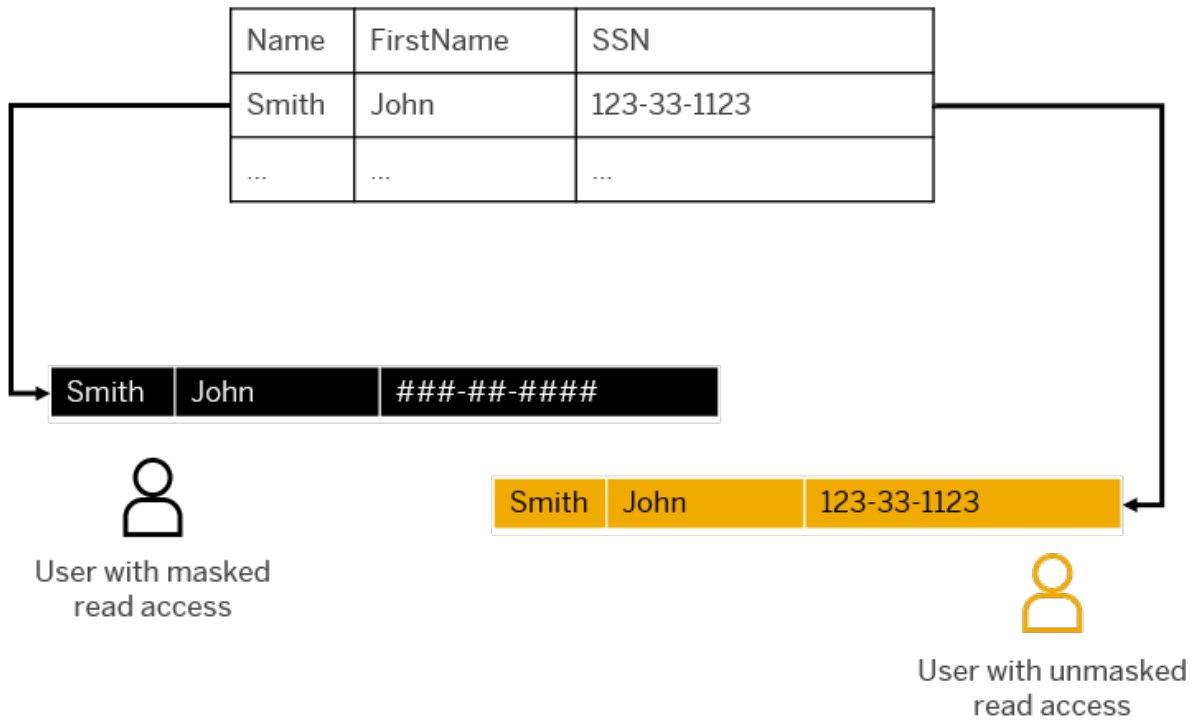 Name FirstName SSN
Smith John 123-33-1123
... ... ...
Smith John ###-##-####
Smith John 123-33-1123
User with masked
read access
User with unmasked
read access